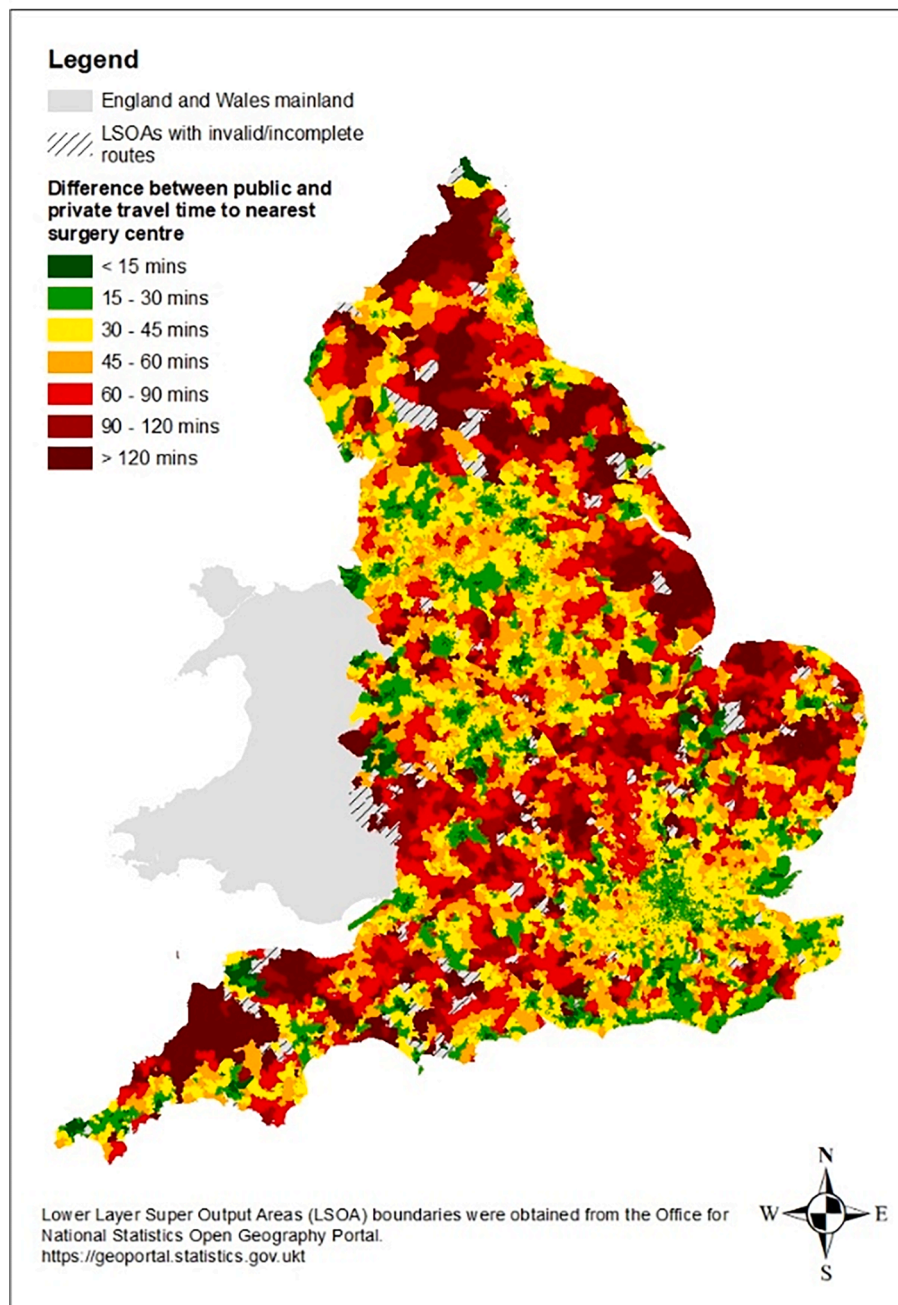 Legend
England and Wales mainland
LSOAs with invalid/incomplete
routes
Difference between public and
private travel time to nearest
surgery centre
< 15 mins
15 - 30 mins
30 - 45 mins
45 - 60 mins
60 - 90 mins
90 - 120 mins
> 120 mins
N
W E
S
Lower Layer Super Output Areas (LSOA) boundaries were obtained from the Office for
National Statistics Open Geography Portal.
https://geoportal.statistics.gov.ukt